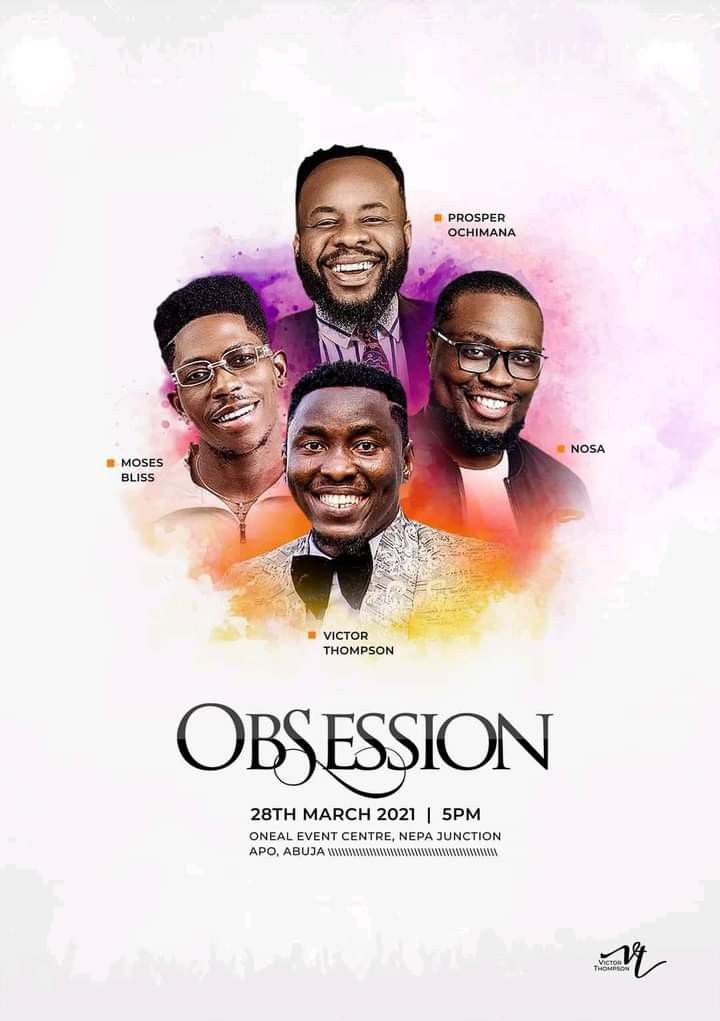 PROSPER
OCHIMANA
MOSES
BLISS
NOSA
VICTOR
THOMPSON
OBSESSION
28TH MARCH 2021 | 5PM
ONEAL EVENT CENTRE, NEPA JUNCTION
APO, ABUJA
VICTOR
THOMPSON
vt